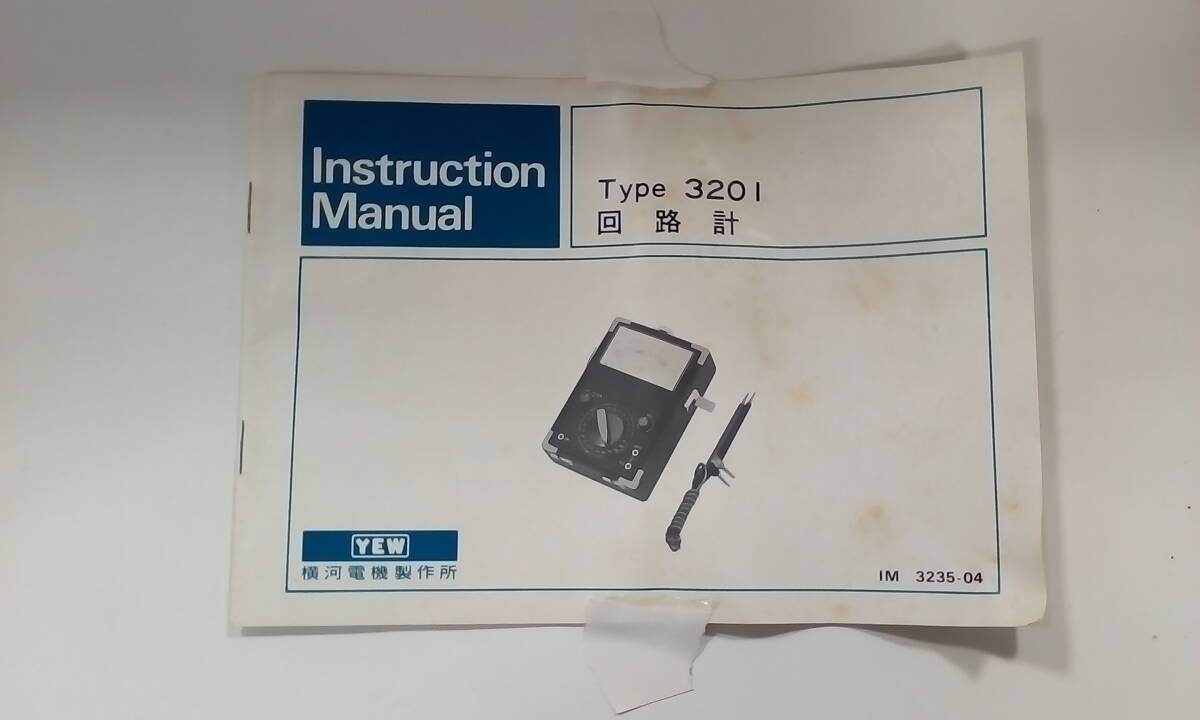 Instruction
Manual
Type 3201
回路計
YEW
横河電機製作所
IM 3235-04